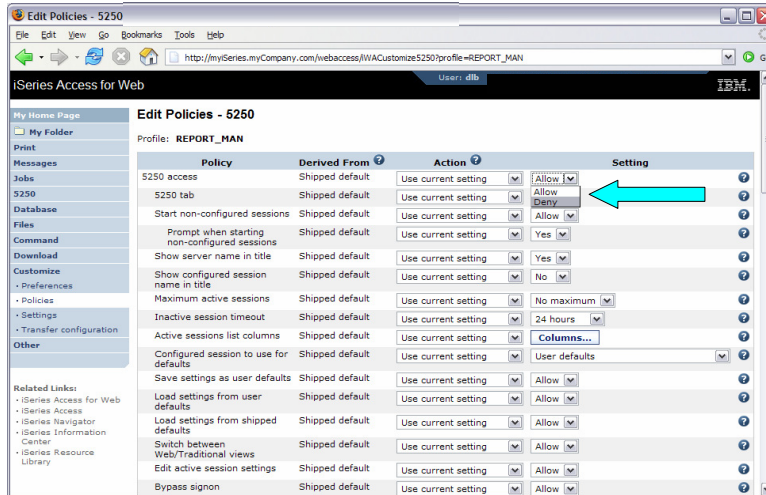 Edit Policies - 5250
File Edit View Go Bookmarks Tools Help
http://myiSeries.myCompany.com/webaccess/iWACustomize5250?profile=REPORT_MAN
G
iSeries Access for Web
User: dlb
IBM.
My Home Page
My Folder
Print
Messages
Jobs
5250
Database
Files
Command
Download
Customize
• Preferences
• Policies
• Settings
• Transfer configuration
Other
Related Links:
• iSeries Access for Web
• iSeries Access
• iSeries Navigator
• iSeries Information
Center
• iSeries Resource
Library
Edit Policies - 5250
Profile: REPORT_MAN
Policy Derived From ? Action ? Setting
5250 access Shipped default Use current setting Allow ?
Allow
Deny
5250 tab Shipped default Use current setting ?
Start non-configured sessions Shipped default Use current setting Allow ?
Prompt when starting
non-configured sessions Shipped default Use current setting Yes ?
Show server name in title Shipped default Use current setting Yes ?
Show configured session
name in title Shipped default Use current setting No ?
Maximum active sessions Shipped default Use current setting No maximum ?
Inactive session timeout Shipped default Use current setting 24 hours ?
Active sessions list columns Shipped default Use current setting Columns... ?
Configured session to use for
defaults Shipped default Use current setting User defaults ?
Save settings as user defaults Shipped default Use current setting Allow ?
Load settings from user
defaults Shipped default Use current setting Allow ?
Load settings from shipped
defaults Shipped default Use current setting Allow ?
Switch between
Web/Traditional views Shipped default Use current setting Allow ?
Edit active session settings Shipped default Use current setting Allow ?
Bypass signon Shipped default Use current setting Allow ?